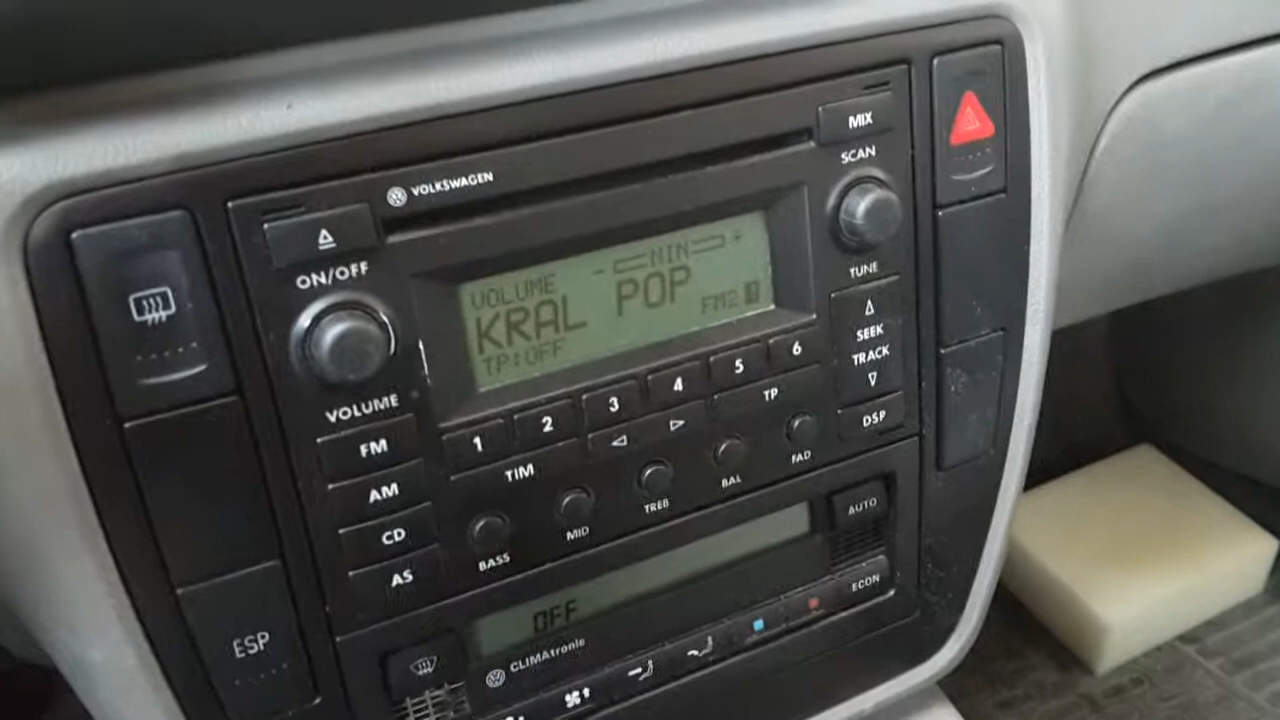 VOLKSWAGEN
MIX
SCAN
ON/OFF
VOLUME
- MIN +
VOLUME
KRAL POP
FM2
TP:OFF
TUNE
SEEK
TRACK
DSP
FM
AM
CD
AS
1 2 3 4 5 6
TIM
TP
BASS
MID
TREB
BAL
FAD
AUTO
ECON
OFF
CLIMAtronic
ESP